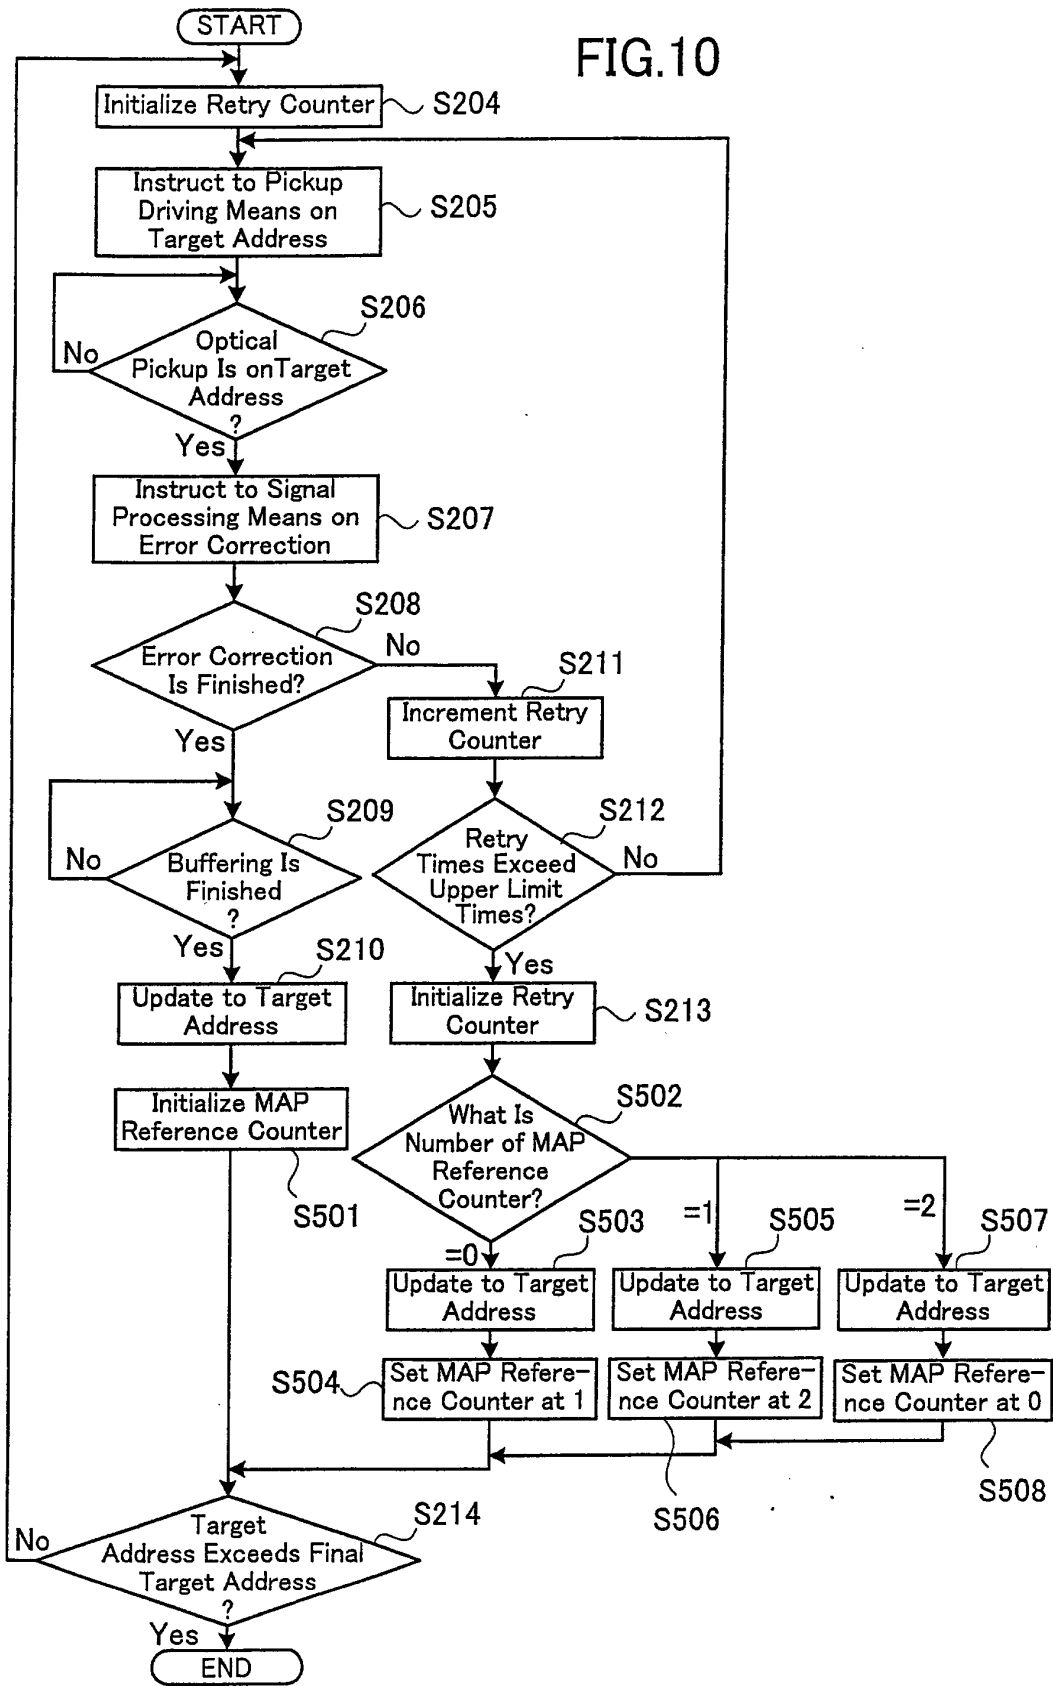 START
FIG.10
Initialize Retry Counter
S204
Instruct to Pickup
Driving Means on
Target Address
S205
S206
Optical
Pickup Is onTarget
Address
?
No
Yes
Instruct to Signal
Processing Means on
Error Correction
S207
S208
Error Correction
Is Finished?
No
Yes
S211
Increment Retry
Counter
S209
Buffering Is
Finished
?
No
Yes
S212
Retry
Times Exceed
Upper Limit
Times?
No
Yes
S210
Update to Target
Address
Initialize Retry
Counter
S213
Initialize MAP
Reference Counter
S501
S502
What Is
Number of MAP
Reference
Counter?
=0
=1
=2
S503
S505
S507
Update to Target
Address
Update to Target
Address
Update to Target
Address
S504
Set MAP Refere-
nce Counter at 1
Set MAP Refere-
nce Counter at 2
Set MAP Refere-
nce Counter at 0
S506
S508
S214
Target
Address Exceeds Final
Target Address
?
No
Yes
END